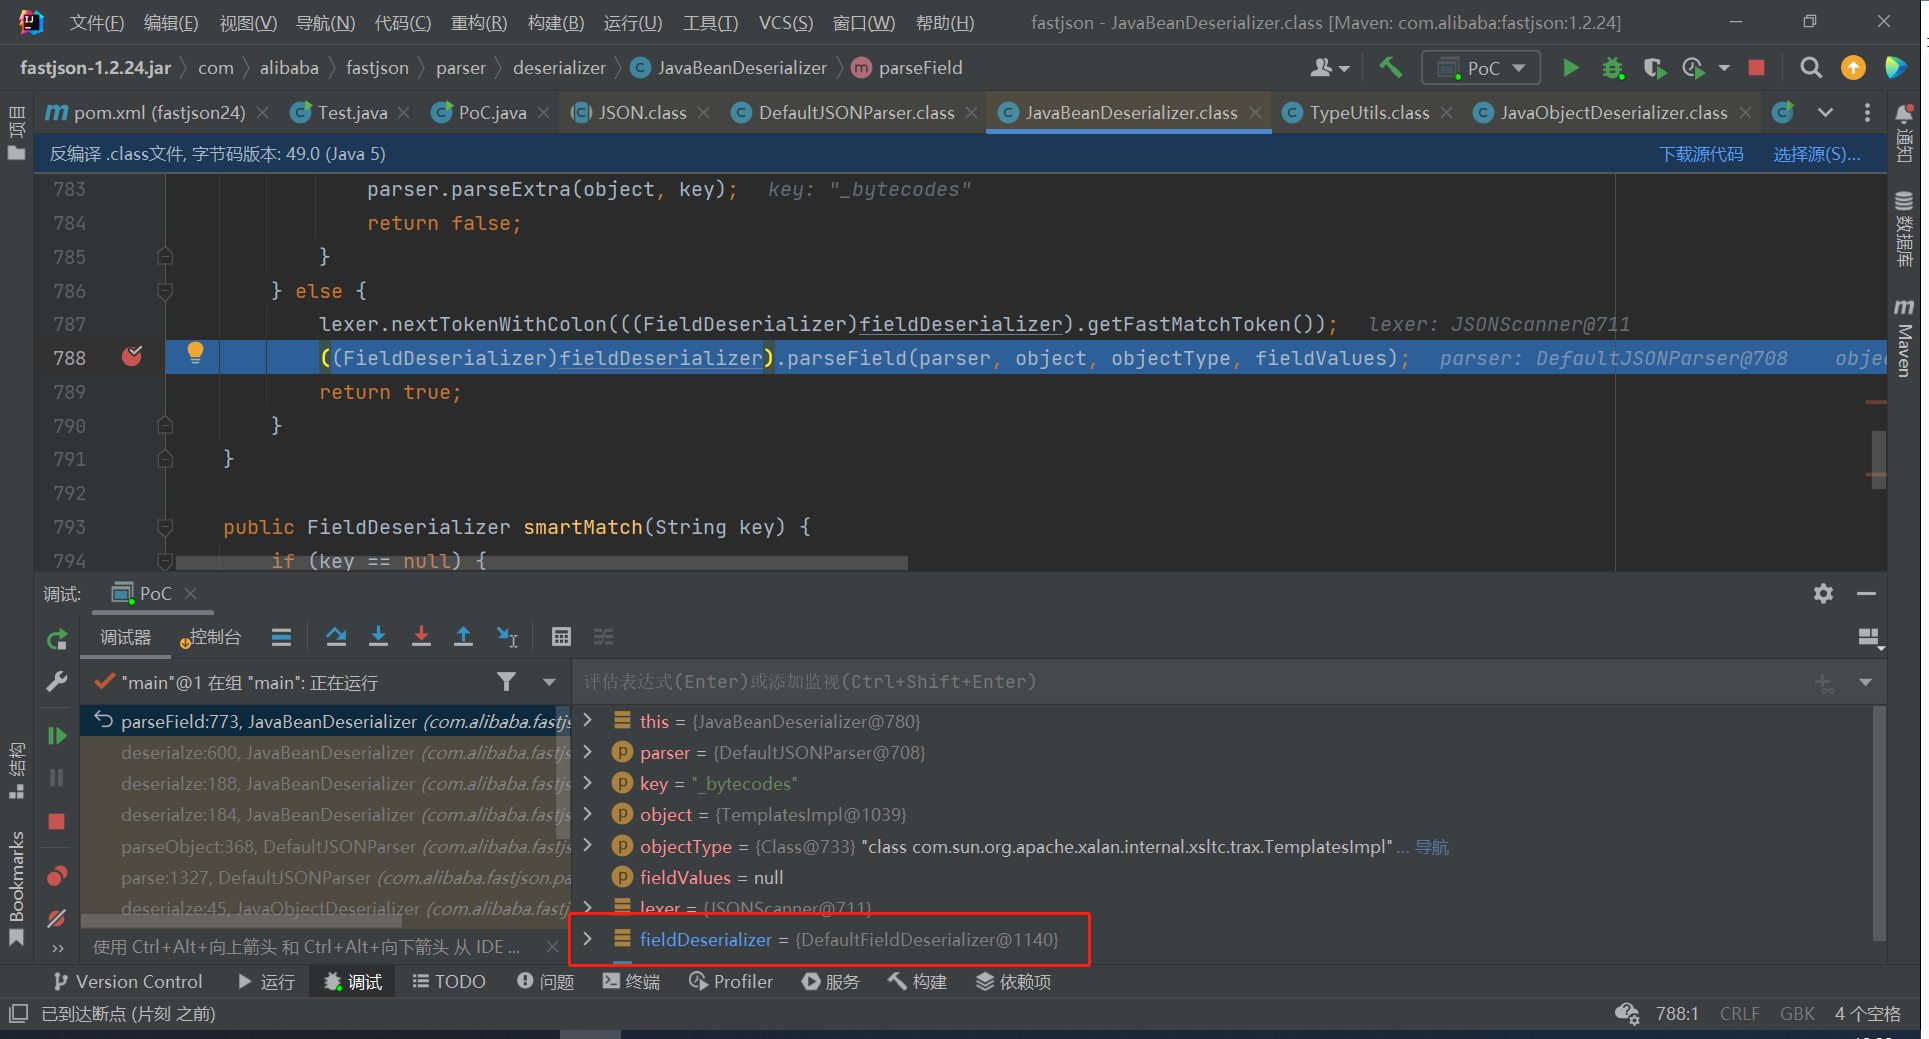 文件(F) 编辑(E) 视图(V) 导航(N) 代码(C) 重构(R) 构建(B) 运行(U) 工具(T) VCS(S) 窗口(W) 帮助(H) fastjson - JavaBeanDeserializer.class [Maven: com.alibaba:fastjson:1.2.24]
fastjson-1.2.24.jar com alibaba fastjson parser deserializer JavaBeanDeserializer parseField PoC
pom.xml (fastjson24) Test.java PoC.java JSON.class DefaultJSONParser.class JavaBeanDeserializer.class TypeUtils.class JavaObjectDeserializer.class
项目
通知
数据库
Maven
反编译 .class文件, 字节码版本: 49.0 (Java 5) 下载源代码 选择源(S)...
783 parser.parseExtra(object, key); key: "_bytecodes"
784 return false;
785 }
786 } else {
787 lexer.nextTokenWithColon(((FieldDeserializer)fieldDeserializer).getFastMatchToken()); lexer: JSONScanner@711
788 ((FieldDeserializer)fieldDeserializer).parseField(parser, object, objectType, fieldValues); parser: DefaultJSONParser@708
789 return true;
790 }
791 }
792
793 public FieldDeserializer smartMatch(String key) {
794 if (key == null) {
调试: PoC
调试器 控制台
"main"@1 在组 "main": 正在运行
评估表达式(Enter)或添加监视(Ctrl+Shift+Enter)
parseField:773, JavaBeanDeserializer (com.alibaba.fastjs
deserialze:600, JavaBeanDeserializer (com.alibaba.fastjs
deserialze:188, JavaBeanDeserializer (com.alibaba.fastjs
deserialze:184, JavaBeanDeserializer (com.alibaba.fastjs
parseObject:368, DefaultJSONParser (com.alibaba.fastjson
parse:1327, DefaultJSONParser (com.alibaba.fastjson.pa
deserialze:45, JavaObjectDeserializer (com.alibaba.fastj
使用 Ctrl+Alt+向上箭头 和 Ctrl+Alt+向下箭头 从 IDE ...
this = {JavaBeanDeserializer@780}
parser = {DefaultJSONParser@708}
key = "_bytecodes"
object = {TemplatesImpl@1039}
objectType = {Class@733} "class com.sun.org.apache.xalan.internal.xsltc.trax.TemplatesImpl" ... 导航
fieldValues = null
lexer = {JSONScanner@711}
fieldDeserializer = {DefaultFieldDeserializer@1140}
结构
Bookmarks
Version Control 运行 调试 TODO 问题 终端 Profiler 服务 构建 依赖项
已到达断点 (片刻 之前) 788:1 CRLF GBK 4 个空格